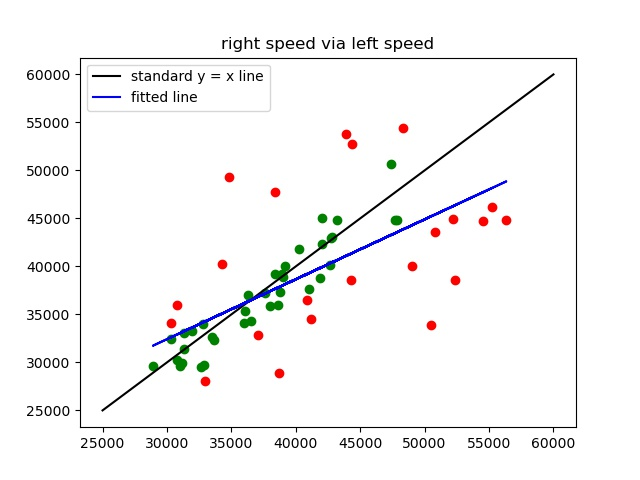 right speed via left speed
standard y = x line
fitted line
60000
55000
50000
45000
40000
35000
30000
25000
25000 30000 35000 40000 45000 50000 55000 60000